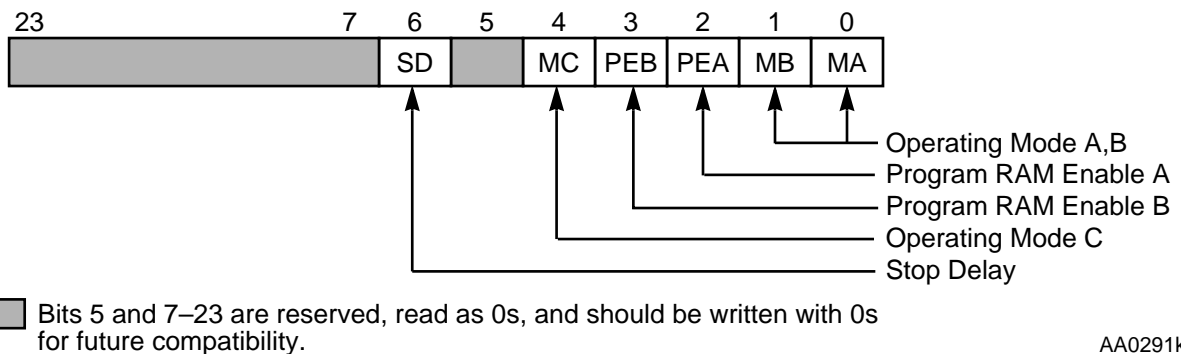 23 7 6 5 4 3 2 1 0
SD MC PEB PEA MB MA
Operating Mode A,B
Program RAM Enable A
Program RAM Enable B
Operating Mode C
Stop Delay
Bits 5 and 7–23 are reserved, read as 0s, and should be written with 0s
for future compatibility.